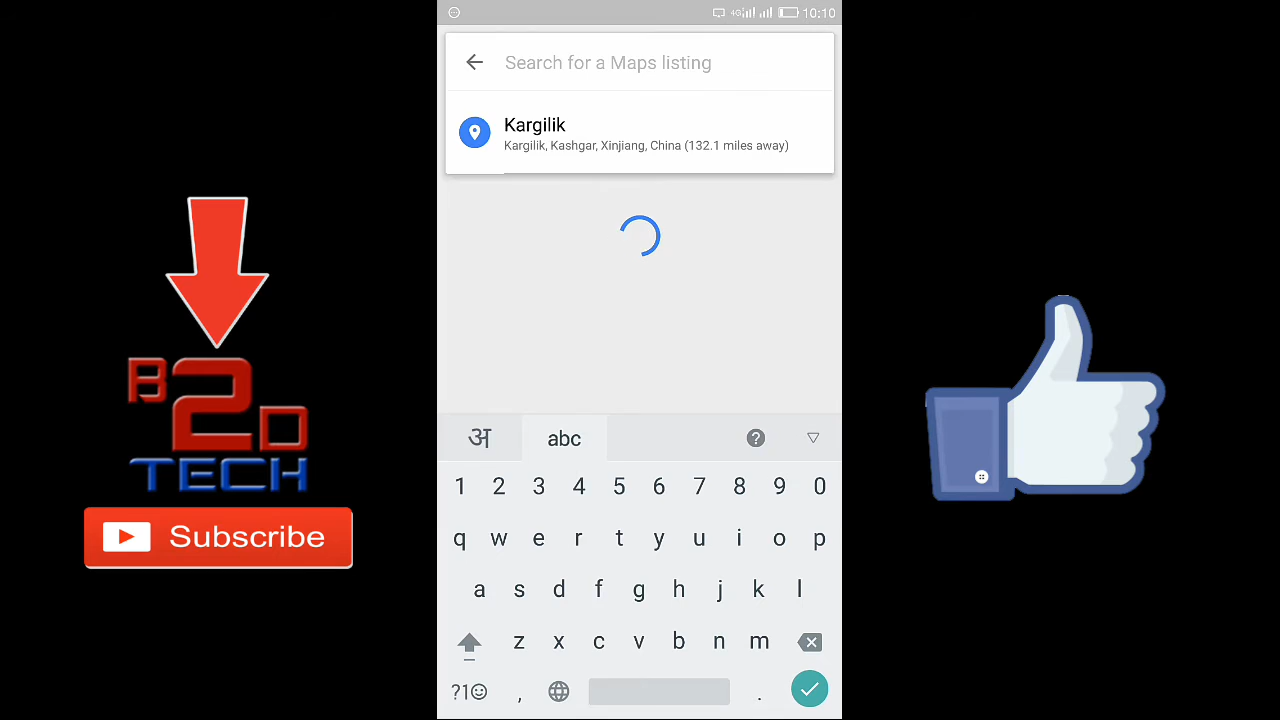 4G 10:10
Search for a Maps listing
Kargilik
Kargilik, Kashgar, Xinjiang, China (132.1 miles away)
B2D
TECH
Subscribe
अ abc ?
1 2 3 4 5 6 7 8 9 0
q w e r t y u i o p
a s d f g h j k l
z x c v b n m
?1☺ , .